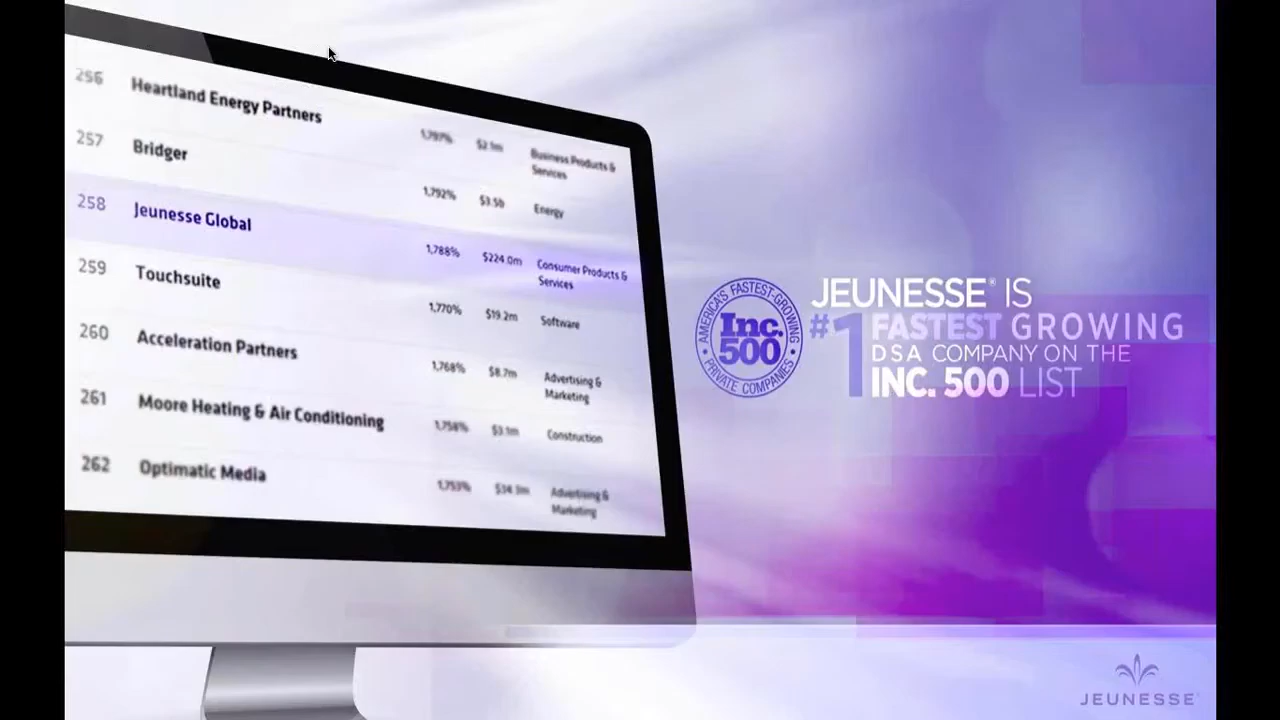 256 Heartland Energy Partners 1,797% $2.1m Business Products &
Services
257 Bridger 1,792% $3.5b Energy
258 Jeunesse Global 1,788% $224.0m Consumer Products &
Services
259 Touchsuite 1,770% $19.2m Software
260 Acceleration Partners 1,768% $8.7m Advertising &
Marketing
261 Moore Heating & Air Conditioning 1,758% $3.1m Construction
262 Optimatic Media 1,753% Advertising &
Marketing
AMERICA'S FASTEST-GROWING
Inc.
500
PRIVATE COMPANIES
JEUNESSE® IS
#1 FASTEST GROWING
DSA COMPANY ON THE
INC. 500 LIST
JEUNESSE